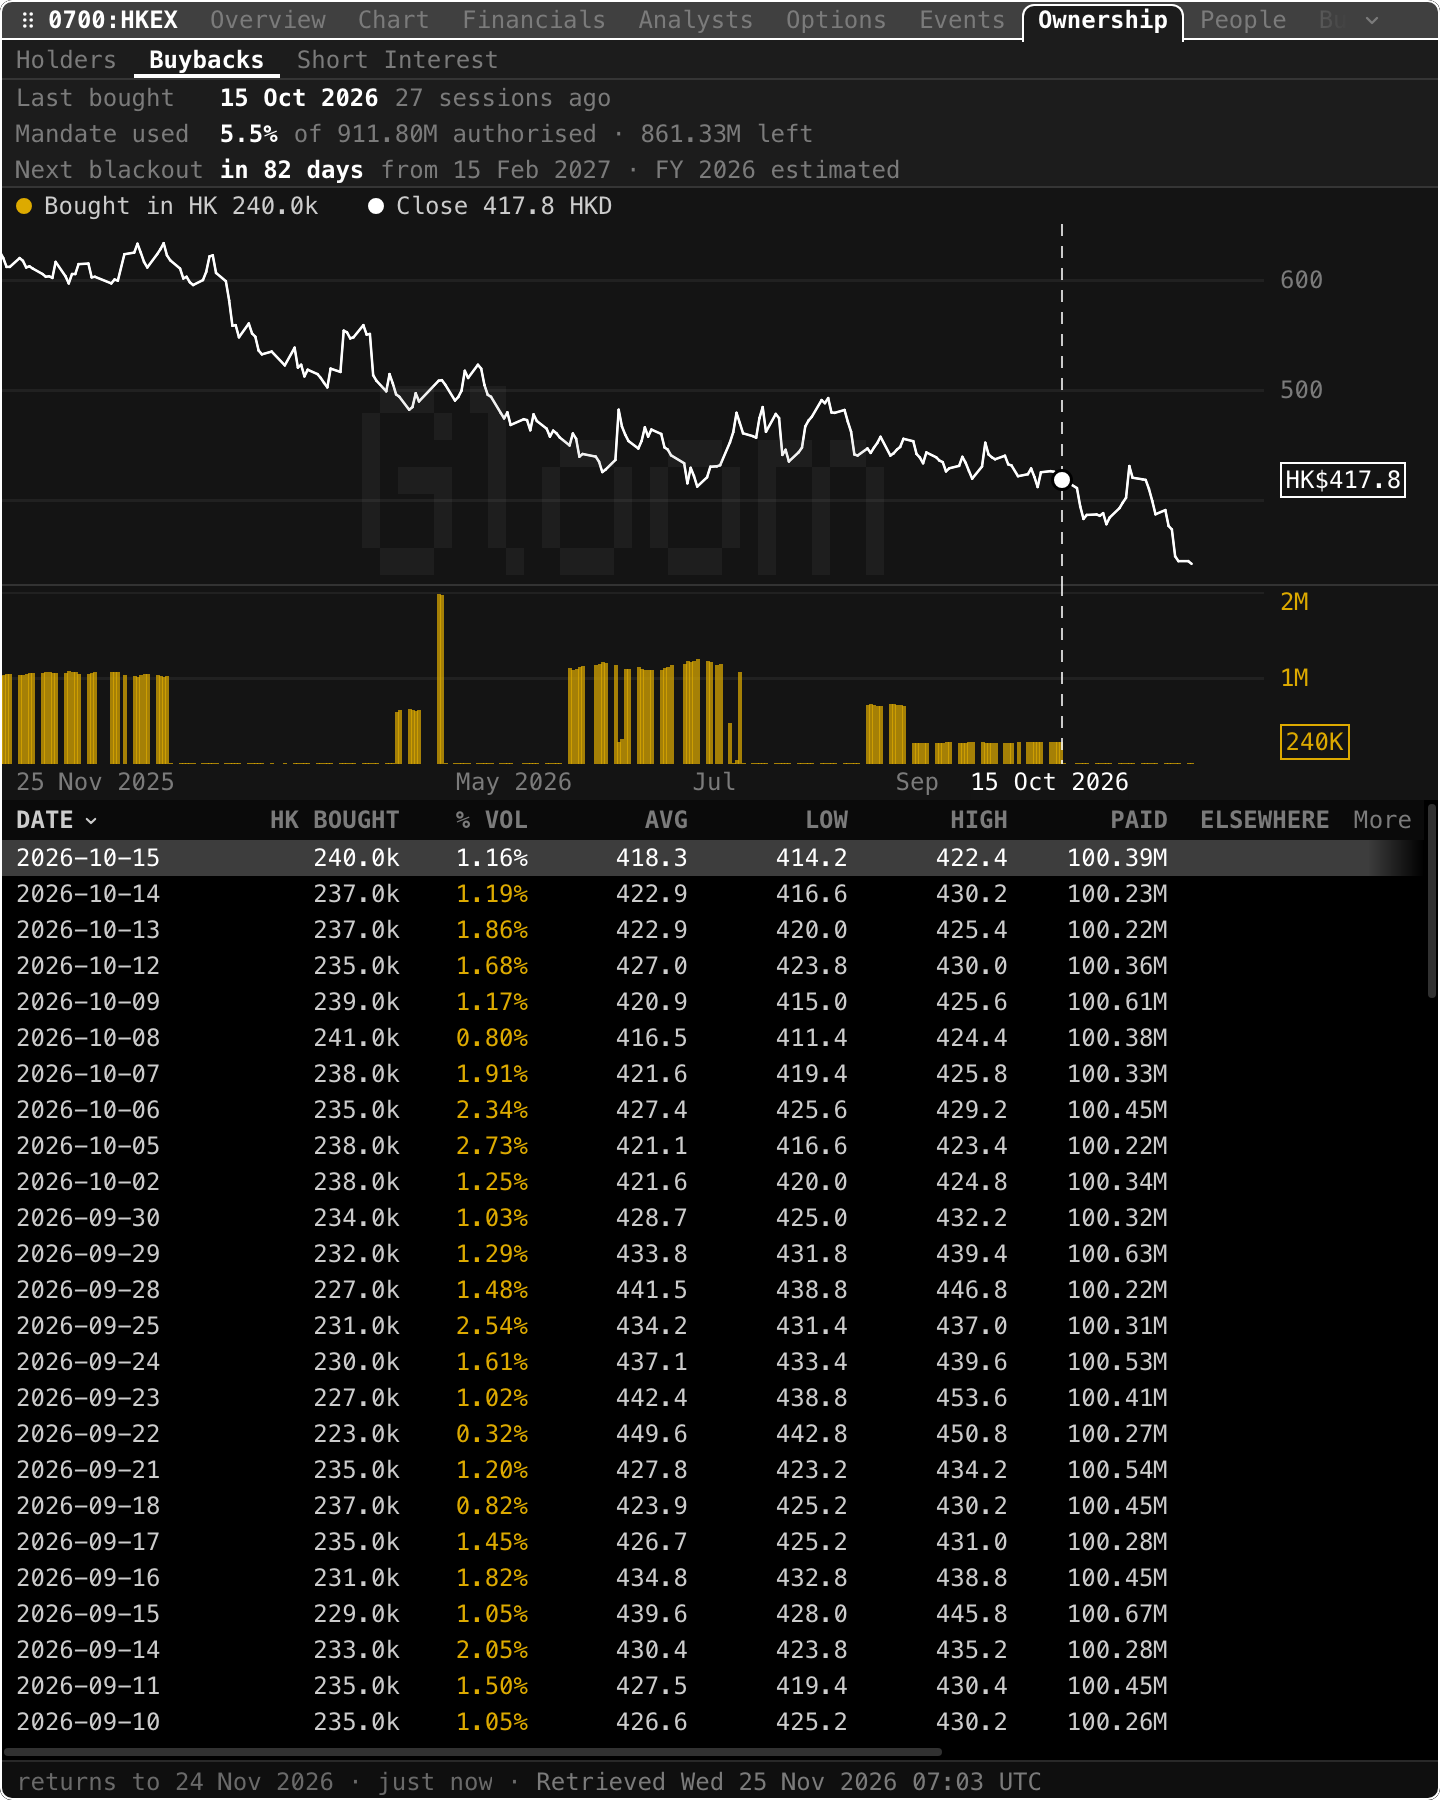 0700:HKEX Overview Chart Financials Analysts Options Events Ownership People
Holders Buybacks Short Interest
Last bought 15 Oct 2026 27 sessions ago
Mandate used 5.5% of 911.80M authorised · 861.33M left
Next blackout in 82 days from 15 Feb 2027 · FY 2026 estimated
Bought in HK 240.0k Close 417.8 HKD
600
500
HK$417.8
2M
1M
240K
25 Nov 2025 May 2026 Jul Sep 15 Oct 2026
DATE HK BOUGHT % VOL AVG LOW HIGH PAID ELSEWHERE More
2026-10-15 240.0k 1.16% 418.3 414.2 422.4 100.39M
2026-10-14 237.0k 1.19% 422.9 416.6 430.2 100.23M
2026-10-13 237.0k 1.86% 422.9 420.0 425.4 100.22M
2026-10-12 235.0k 1.68% 427.0 423.8 430.0 100.36M
2026-10-09 239.0k 1.17% 420.9 415.0 425.6 100.61M
2026-10-08 241.0k 0.80% 416.5 411.4 424.4 100.38M
2026-10-07 238.0k 1.91% 421.6 419.4 425.8 100.33M
2026-10-06 235.0k 2.34% 427.4 425.6 429.2 100.45M
2026-10-05 238.0k 2.73% 421.1 416.6 423.4 100.22M
2026-10-02 238.0k 1.25% 421.6 420.0 424.8 100.34M
2026-09-30 234.0k 1.03% 428.7 425.0 432.2 100.32M
2026-09-29 232.0k 1.29% 433.8 431.8 439.4 100.63M
2026-09-28 227.0k 1.48% 441.5 438.8 446.8 100.22M
2026-09-25 231.0k 2.54% 434.2 431.4 437.0 100.31M
2026-09-24 230.0k 1.61% 437.1 433.4 439.6 100.53M
2026-09-23 227.0k 1.02% 442.4 438.8 453.6 100.41M
2026-09-22 223.0k 0.32% 449.6 442.8 450.8 100.27M
2026-09-21 235.0k 1.20% 427.8 423.2 434.2 100.54M
2026-09-18 237.0k 0.82% 423.9 425.2 430.2 100.45M
2026-09-17 235.0k 1.45% 426.7 425.2 431.0 100.28M
2026-09-16 231.0k 1.82% 434.8 432.8 438.8 100.45M
2026-09-15 229.0k 1.05% 439.6 428.0 445.8 100.67M
2026-09-14 233.0k 2.05% 430.4 423.8 435.2 100.28M
2026-09-11 235.0k 1.50% 427.5 419.4 430.4 100.45M
2026-09-10 235.0k 1.05% 426.6 425.2 430.2 100.26M
returns to 24 Nov 2026 · just now · Retrieved Wed 25 Nov 2026 07:03 UTC